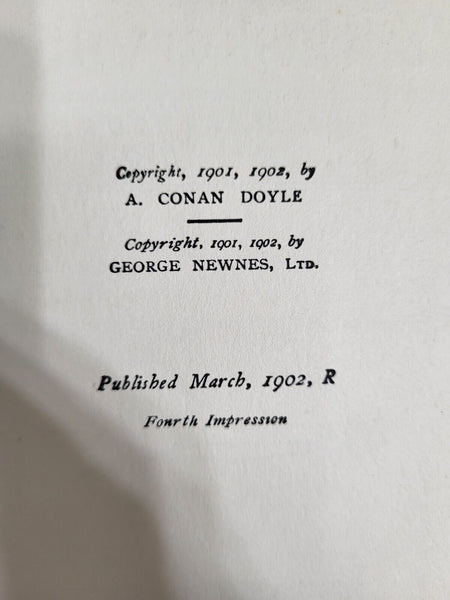 Copyright, 1901, 1902, by
A. CONAN DOYLE
Copyright, 1901, 1902, by
GEORGE NEWNES, LTD.
Published March, 1902, R
Fourth Impression